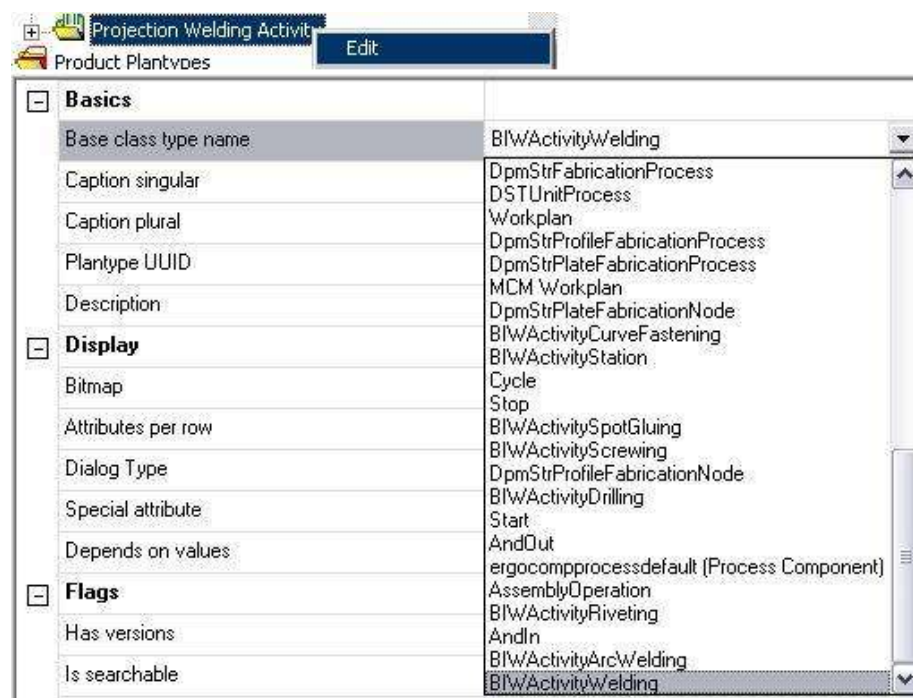 Projection Welding Activit
Edit
Product Plantypes
Basics
Base class type name
BIWActivityWelding
Caption singular
Caption plural
Plantype UUID
Description
Display
Bitmap
Attributes per row
Dialog Type
Special attribute
Depends on values
Flags
Has versions
Is searchable
DpmStrFabricationProcess
DSTUnitProcess
Workplan
DpmStrProfileFabricationProcess
DpmStrPlateFabricationProcess
MCM Workplan
DpmStrPlateFabricationNode
BIWActivityCurveFastening
BIWActivityStation
Cycle
Stop
BIWActivitySpotGluing
BIWActivityScrewing
DpmStrProfileFabricationNode
BIWActivityDrilling
Start
AndOut
ergocompprocessdefault (Process Component)
AssemblyOperation
BIWActivityRiveting
AndIn
BIWActivityArcWelding
BIWActivityWelding